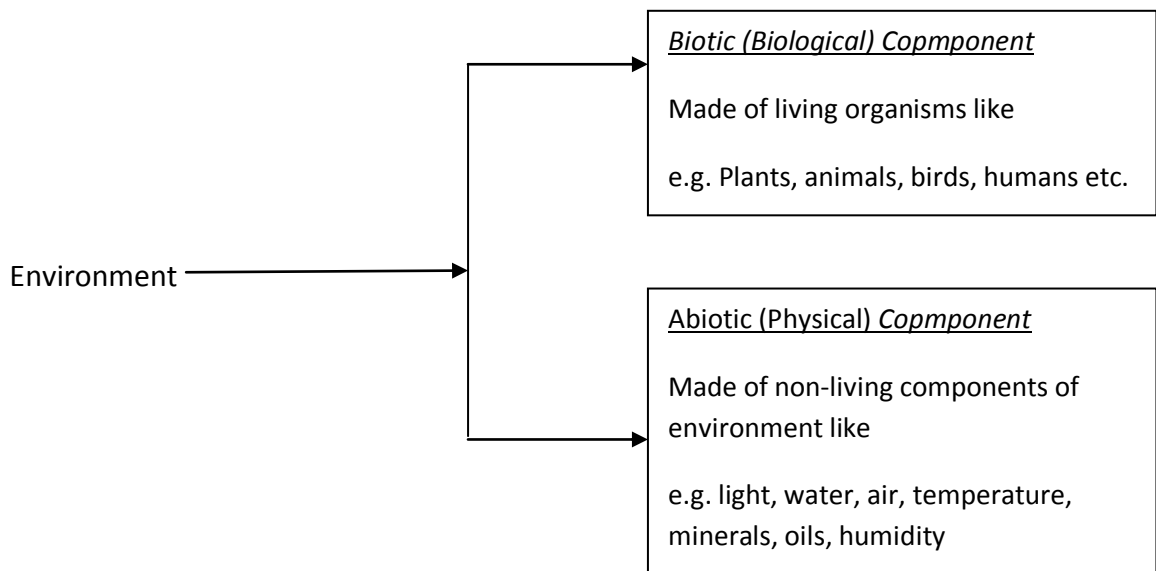 Environment
Biotic (Biological) Copmponent
Made of living organisms like
e.g. Plants, animals, birds, humans etc.
Abiotic (Physical) Copmponent
Made of non-living components of
environment like
e.g. light, water, air, temperature,
minerals, oils, humidity